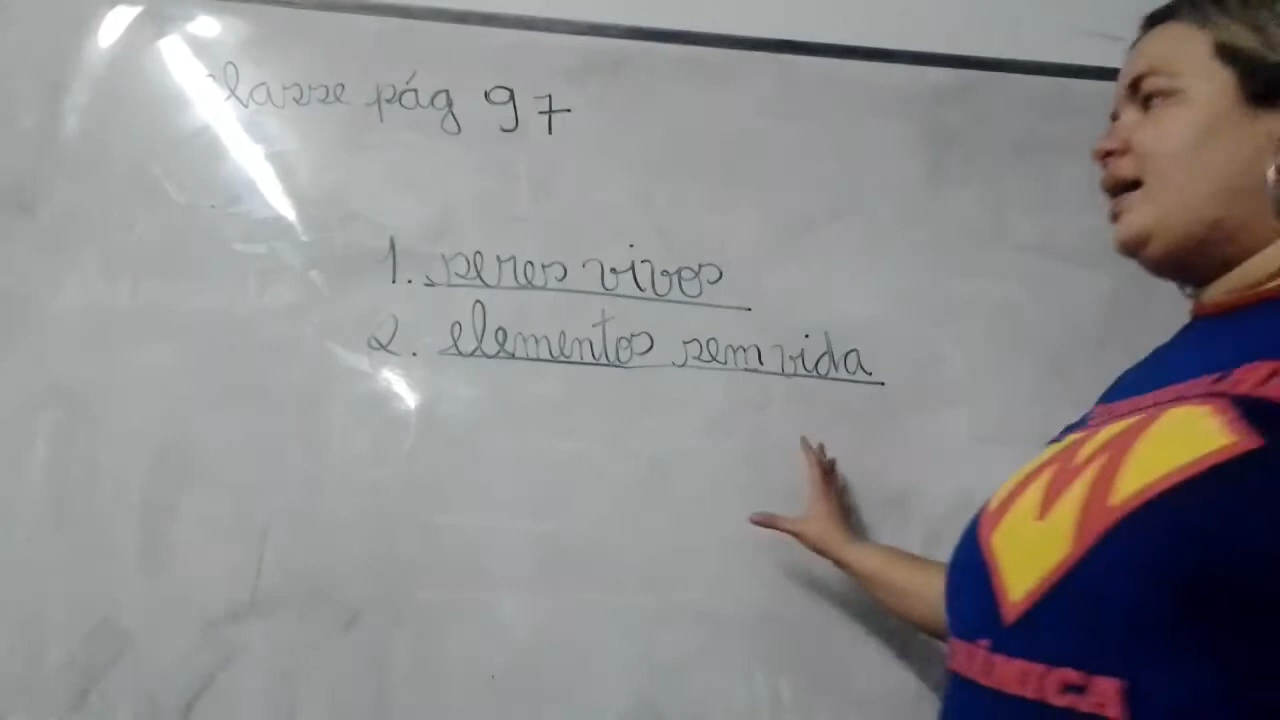 classe pág 97
1. seres vivos
2. elementos sem vida
M